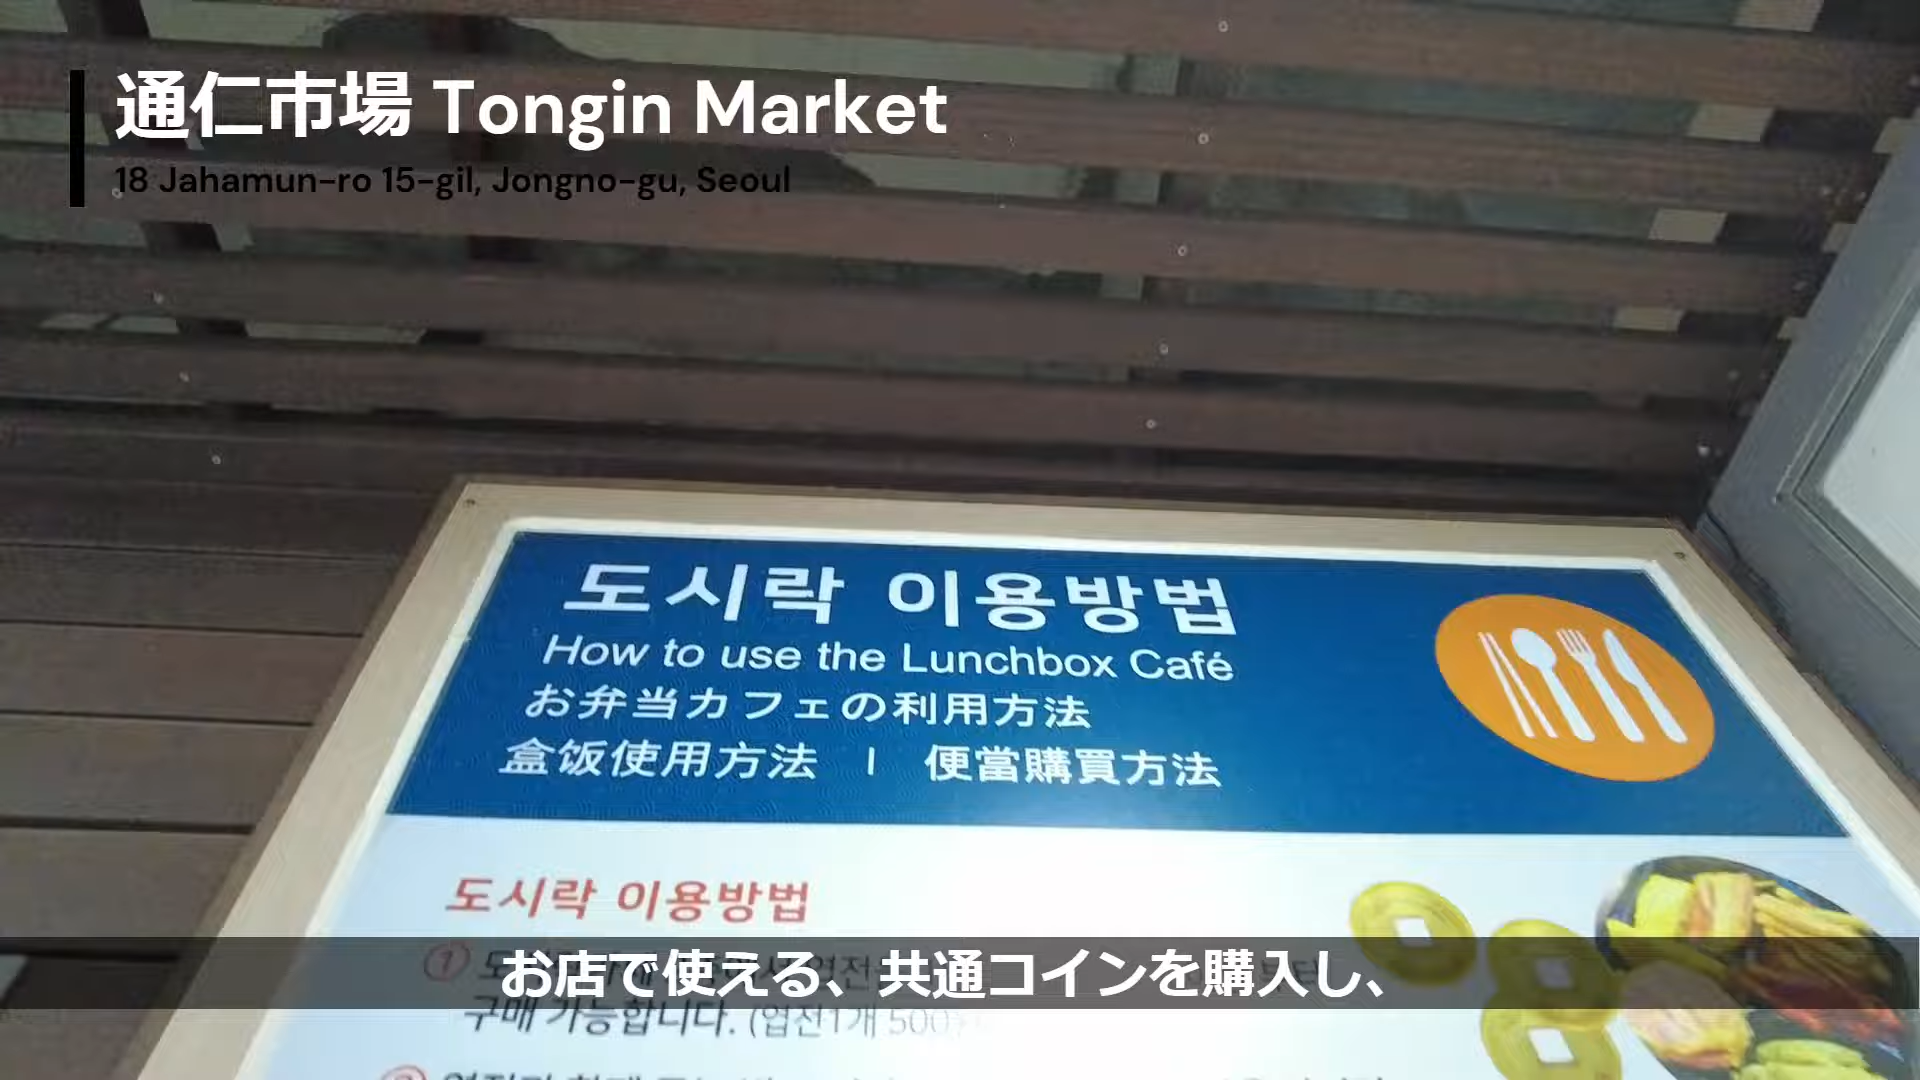 通仁市場 Tongin Market
18 Jahamun-ro 15-gil, Jongno-gu, Seoul
도시락 이용방법
How to use the Lunchbox Café
お弁当カフェの利用方法
盒饭使用方法 | 便當購買方法
도시락 이용방법
①
お店で使える、共通コインを購入し、
구매 가능합니다. (엽전1개 500